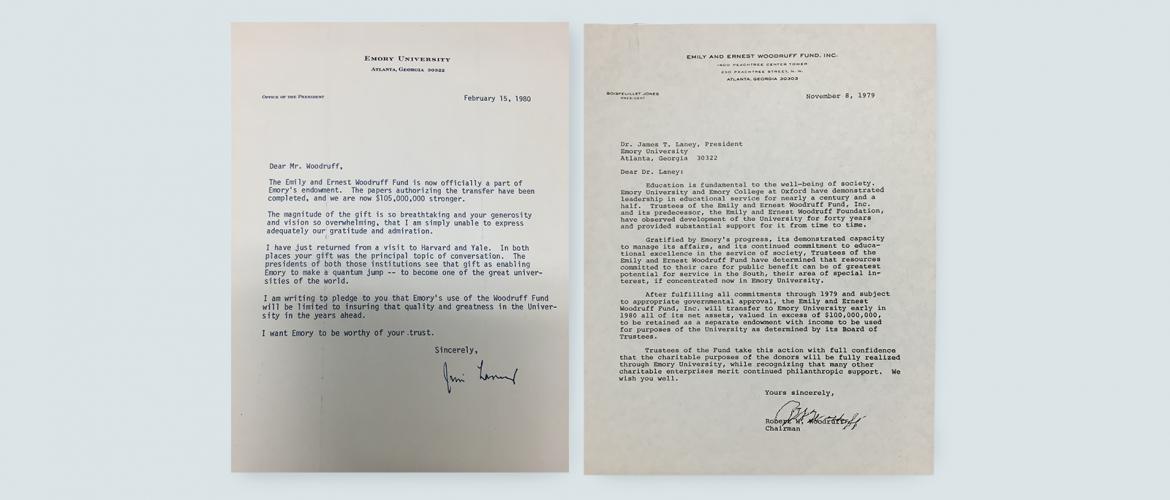 EMORY UNIVERSITY
ATLANTA, GEORGIA 30322
OFFICE OF THE PRESIDENT
February 15, 1980
Dear Mr. Woodruff,
The Emily and Ernest Woodruff Fund is now officially a part of
Emory's endowment. The papers authorizing the transfer have been
completed, and we are now $105,000,000 stronger.
The magnitude of the gift is so breathtaking and your generosity
and vision so overwhelming, that I am simply unable to express
adequately our gratitude and admiration.
I have just returned from a visit to Harvard and Yale. In both
places your gift was the principal topic of conversation. The
presidents of both those institutions see that gift as enabling
Emory to make a quantum jump -- to become one of the great univer-
sities of the world.
I am writing to pledge to you that Emory's use of the Woodruff Fund
will be limited to insuring that quality and greatness in the Univer-
sity in the years ahead.
I want Emory to be worthy of your trust.
Sincerely,
Jim Laney
EMILY AND ERNEST WOODRUFF FUND, INC.
1400 PEACHTREE CENTER TOWER
230 PEACHTREE STREET, N. W.
ATLANTA, GEORGIA 30303
BOISFEUILLET JONES
PRESIDENT
November 8, 1979
Dr. James T. Laney, President
Emory University
Atlanta, Georgia 30322
Dear Dr. Laney:
Education is fundamental to the well-being of society.
Emory University and Emory College at Oxford have demonstrated
leadership in educational service for nearly a century and a
half. Trustees of the Emily and Ernest Woodruff Fund, Inc.
and its predecessor, the Emily and Ernest Woodruff Foundation,
have observed development of the University for forty years
and provided substantial support for it from time to time.
Gratified by Emory's progress, its demonstrated capacity
to manage its affairs, and its continued commitment to educa-
tional excellence in the service of society, Trustees of the
Emily and Ernest Woodruff Fund have determined that resources
committed to their care for public benefit can be of greatest
potential for service in the South, their area of special in-
terest, if concentrated now in Emory University.
After fulfilling all commitments through 1979 and subject
to appropriate governmental approval, the Emily and Ernest
Woodruff Fund, Inc. will transfer to Emory University early in
1980 all of its net assets, valued in excess of $100,000,000,
to be retained as a separate endowment with income to be used
for purposes of the University as determined by its Board of
Trustees.
Trustees of the Fund take this action with full confidence
that the charitable purposes of the donors will be fully realized
through Emory University, while recognizing that many other
charitable enterprises merit continued philanthropic support. We
wish you well.
Yours sincerely,
Robert W. Woodruff
Chairman